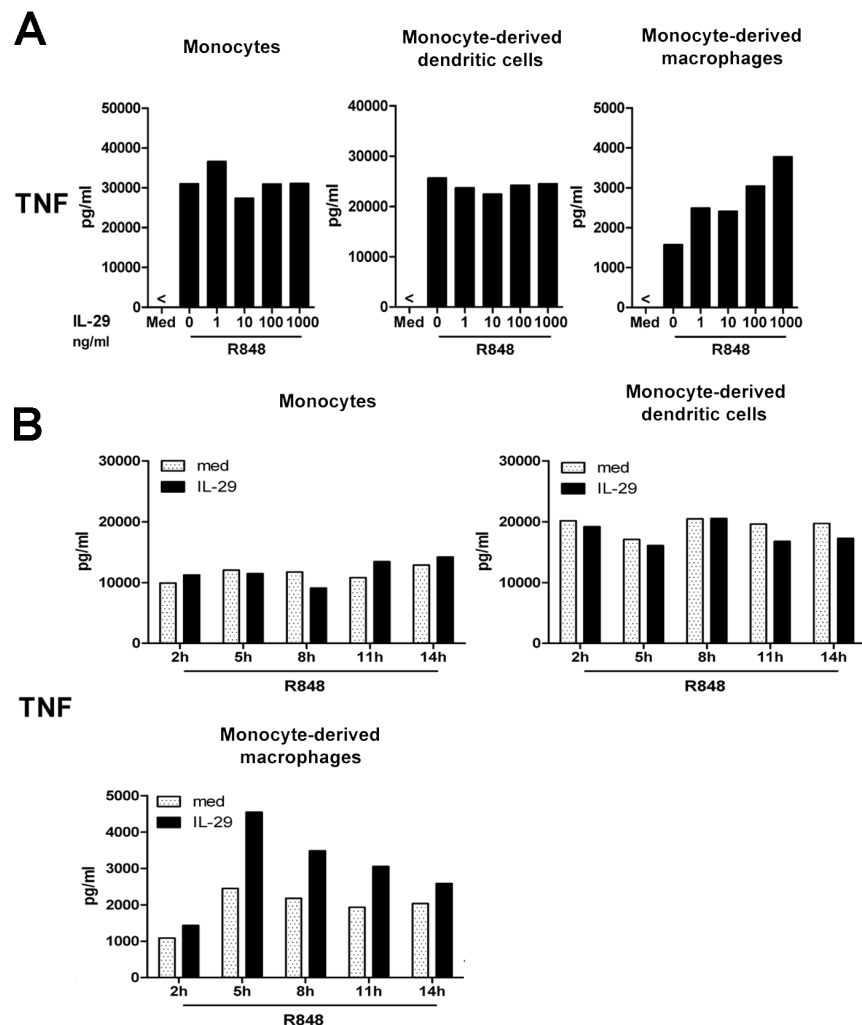 A
Monocytes
Monocyte-derived
dendritic cells
Monocyte-derived
macrophages
TNF
pg/ml
50000
40000
30000
20000
10000
0
<
IL-29
ng/ml
Med 0 1 10 100 1000
R848
pg/ml
40000
30000
20000
10000
0
<
Med 0 1 10 100 1000
R848
pg/ml
5000
4000
3000
2000
1000
0
<
Med 0 1 10 100 1000
R848
B
Monocytes
pg/ml
30000
20000
10000
0
med
IL-29
2h 5h 8h 11h 14h
R848
Monocyte-derived
dendritic cells
pg/ml
30000
20000
10000
0
med
IL-29
2h 5h 8h 11h 14h
R848
TNF
Monocyte-derived
macrophages
pg/ml
5000
4000
3000
2000
1000
0
med
IL-29
2h 5h 8h 11h 14h
R848